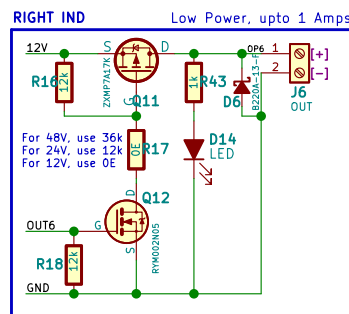 RIGHT IND
Low Power, upto 1 Amps
12V
S
D
OP6
1
[+]
2
[-]
R16
12k
ZXMP7A17K
G
Q11
R43
1k
D6
B220A-13-F
J6
OUT
For 48V, use 36k
For 24V, use 12k
For 12V, use 0E
0E
R17
D14
LED
D
Q12
OUT6
G
S
RYM002N05
R18
12k
GND